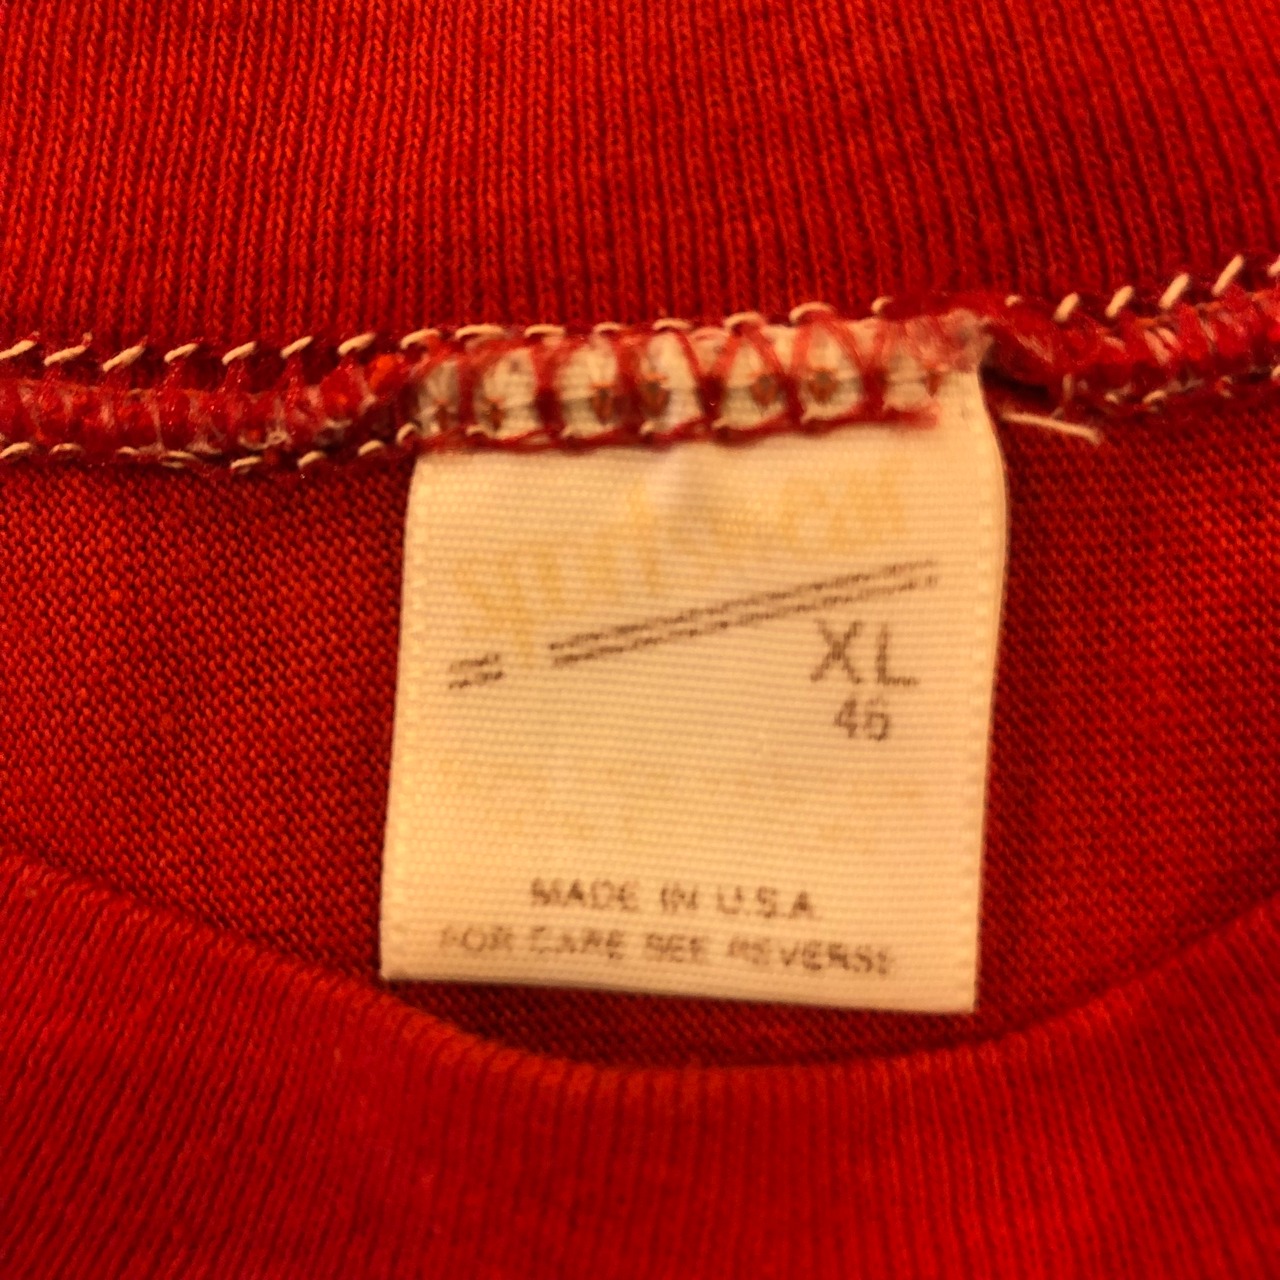 XL
46
MADE IN U.S.A
FOR CARE SEE REVERSE